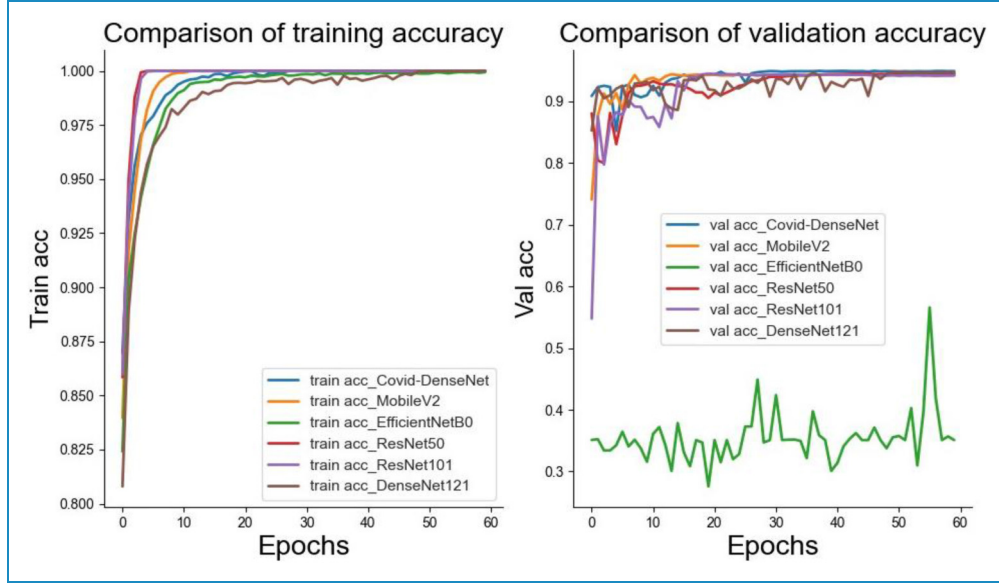 Comparison of training accuracy
Train acc
1.000
0.975
0.950
0.925
0.900
0.875
0.850
0.825
0.800
train acc_Covid-DenseNet
train acc_MobileV2
train acc_EfficientNetB0
train acc_ResNet50
train acc_ResNet101
train acc_DenseNet121
0 10 20 30 40 50 60
Epochs
Comparison of validation accuracy
Val acc
0.9
0.8
0.7
0.6
0.5
0.4
0.3
val acc_Covid-DenseNet
val acc_MobileV2
val acc_EfficientNetB0
val acc_ResNet50
val acc_ResNet101
val acc_DenseNet121
0 10 20 30 40 50 60
Epochs